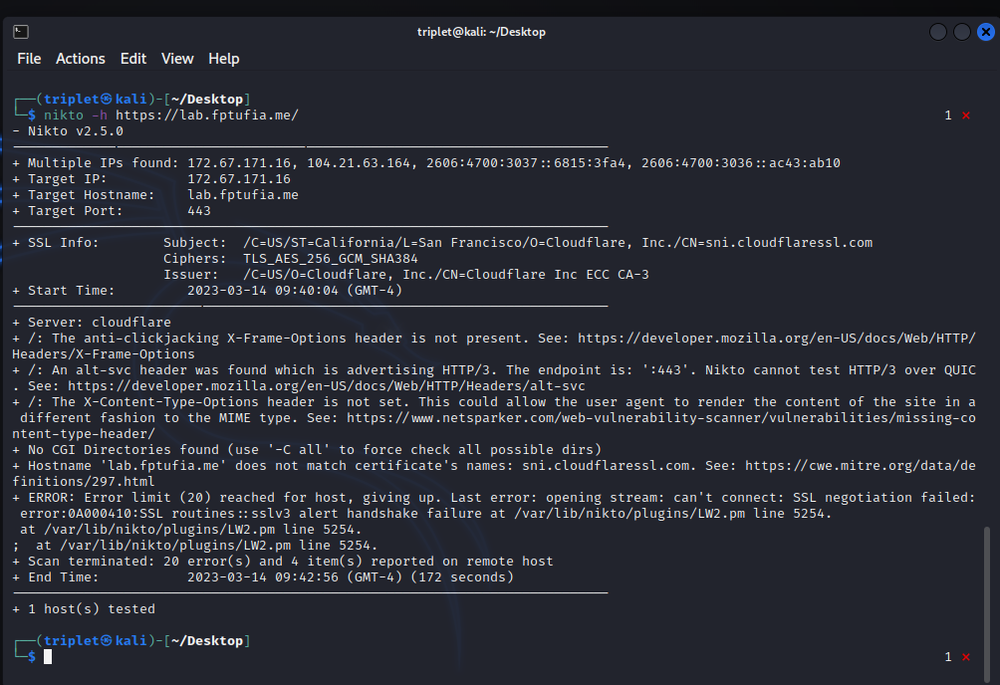 triplet@kali: ~/Desktop
File Actions Edit View Help
┌──(triplet㉿kali)-[~/Desktop]
└─$ nikto -h https://lab.fptufia.me/ 1 ⨯
- Nikto v2.5.0
---------------------------------------------------------------------------
+ Multiple IPs found: 172.67.171.16, 104.21.63.164, 2606:4700:3037::6815:3fa4, 2606:4700:3036::ac43:ab10
+ Target IP: 172.67.171.16
+ Target Hostname: lab.fptufia.me
+ Target Port: 443
---------------------------------------------------------------------------
+ SSL Info: Subject: /C=US/ST=California/L=San Francisco/O=Cloudflare, Inc./CN=sni.cloudflaressl.com
Ciphers: TLS_AES_256_GCM_SHA384
Issuer: /C=US/O=Cloudflare, Inc./CN=Cloudflare Inc ECC CA-3
+ Start Time: 2023-03-14 09:40:04 (GMT-4)
---------------------------------------------------------------------------
+ Server: cloudflare
+ /: The anti-clickjacking X-Frame-Options header is not present. See: https://developer.mozilla.org/en-US/docs/Web/HTTP/
Headers/X-Frame-Options
+ /: An alt-svc header was found which is advertising HTTP/3. The endpoint is: ':443'. Nikto cannot test HTTP/3 over QUIC
. See: https://developer.mozilla.org/en-US/docs/Web/HTTP/Headers/alt-svc
+ /: The X-Content-Type-Options header is not set. This could allow the user agent to render the content of the site in a
different fashion to the MIME type. See: https://www.netsparker.com/web-vulnerability-scanner/vulnerabilities/missing-co
ntent-type-header/
+ No CGI Directories found (use '-C all' to force check all possible dirs)
+ Hostname 'lab.fptufia.me' does not match certificate's names: sni.cloudflaressl.com. See: https://cwe.mitre.org/data/de
finitions/297.html
+ ERROR: Error limit (20) reached for host, giving up. Last error: opening stream: can't connect: SSL negotiation failed:
error:0A000410:SSL routines::sslv3 alert handshake failure at /var/lib/nikto/plugins/LW2.pm line 5254.
at /var/lib/nikto/plugins/LW2.pm line 5254.
; at /var/lib/nikto/plugins/LW2.pm line 5254.
+ Scan terminated: 20 error(s) and 4 item(s) reported on remote host
+ End Time: 2023-03-14 09:42:56 (GMT-4) (172 seconds)
---------------------------------------------------------------------------
+ 1 host(s) tested
┌──(triplet㉿kali)-[~/Desktop]
└─$ 1 ⨯